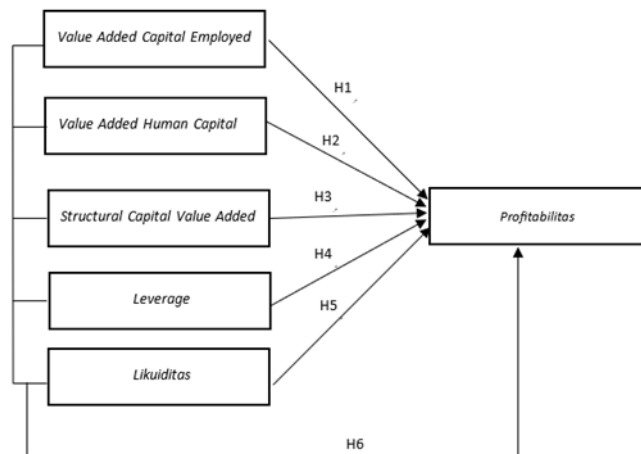 Value Added Capital Employed
H1
Value Added Human Capital
H2
Structural Capital Value Added
H3
Profitabilitas
H4
Leverage
H5
Likuiditas
H6